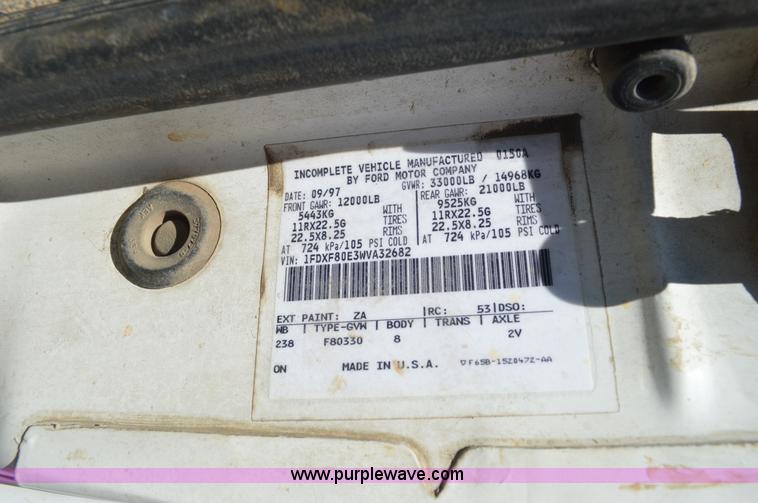 INCOMPLETE VEHICLE MANUFACTURED 0150A
BY FORD MOTOR COMPANY
DATE: 09/97 GVWR: 33000LB / 14968KG
FRONT GAWR: 12000LB REAR GAWR: 21000LB
5443KG WITH 9525KG WITH
11RX22.5G TIRES 11RX22.5G TIRES
22.5X8.25 RIMS 22.5X8.25 RIMS
AT 724 kPa/105 PSI COLD AT 724 kPa/105 PSI COLD
VIN: 1FDXF80E3WVA32682
EXT PAINT: ZA |RC: 53|DSO:
WB | TYPE-GVW | BODY | TRANS | AXLE
238 F80330 8 2V
ON MADE IN U.S.A. F65B-1520472-AA
www.purplewave.com